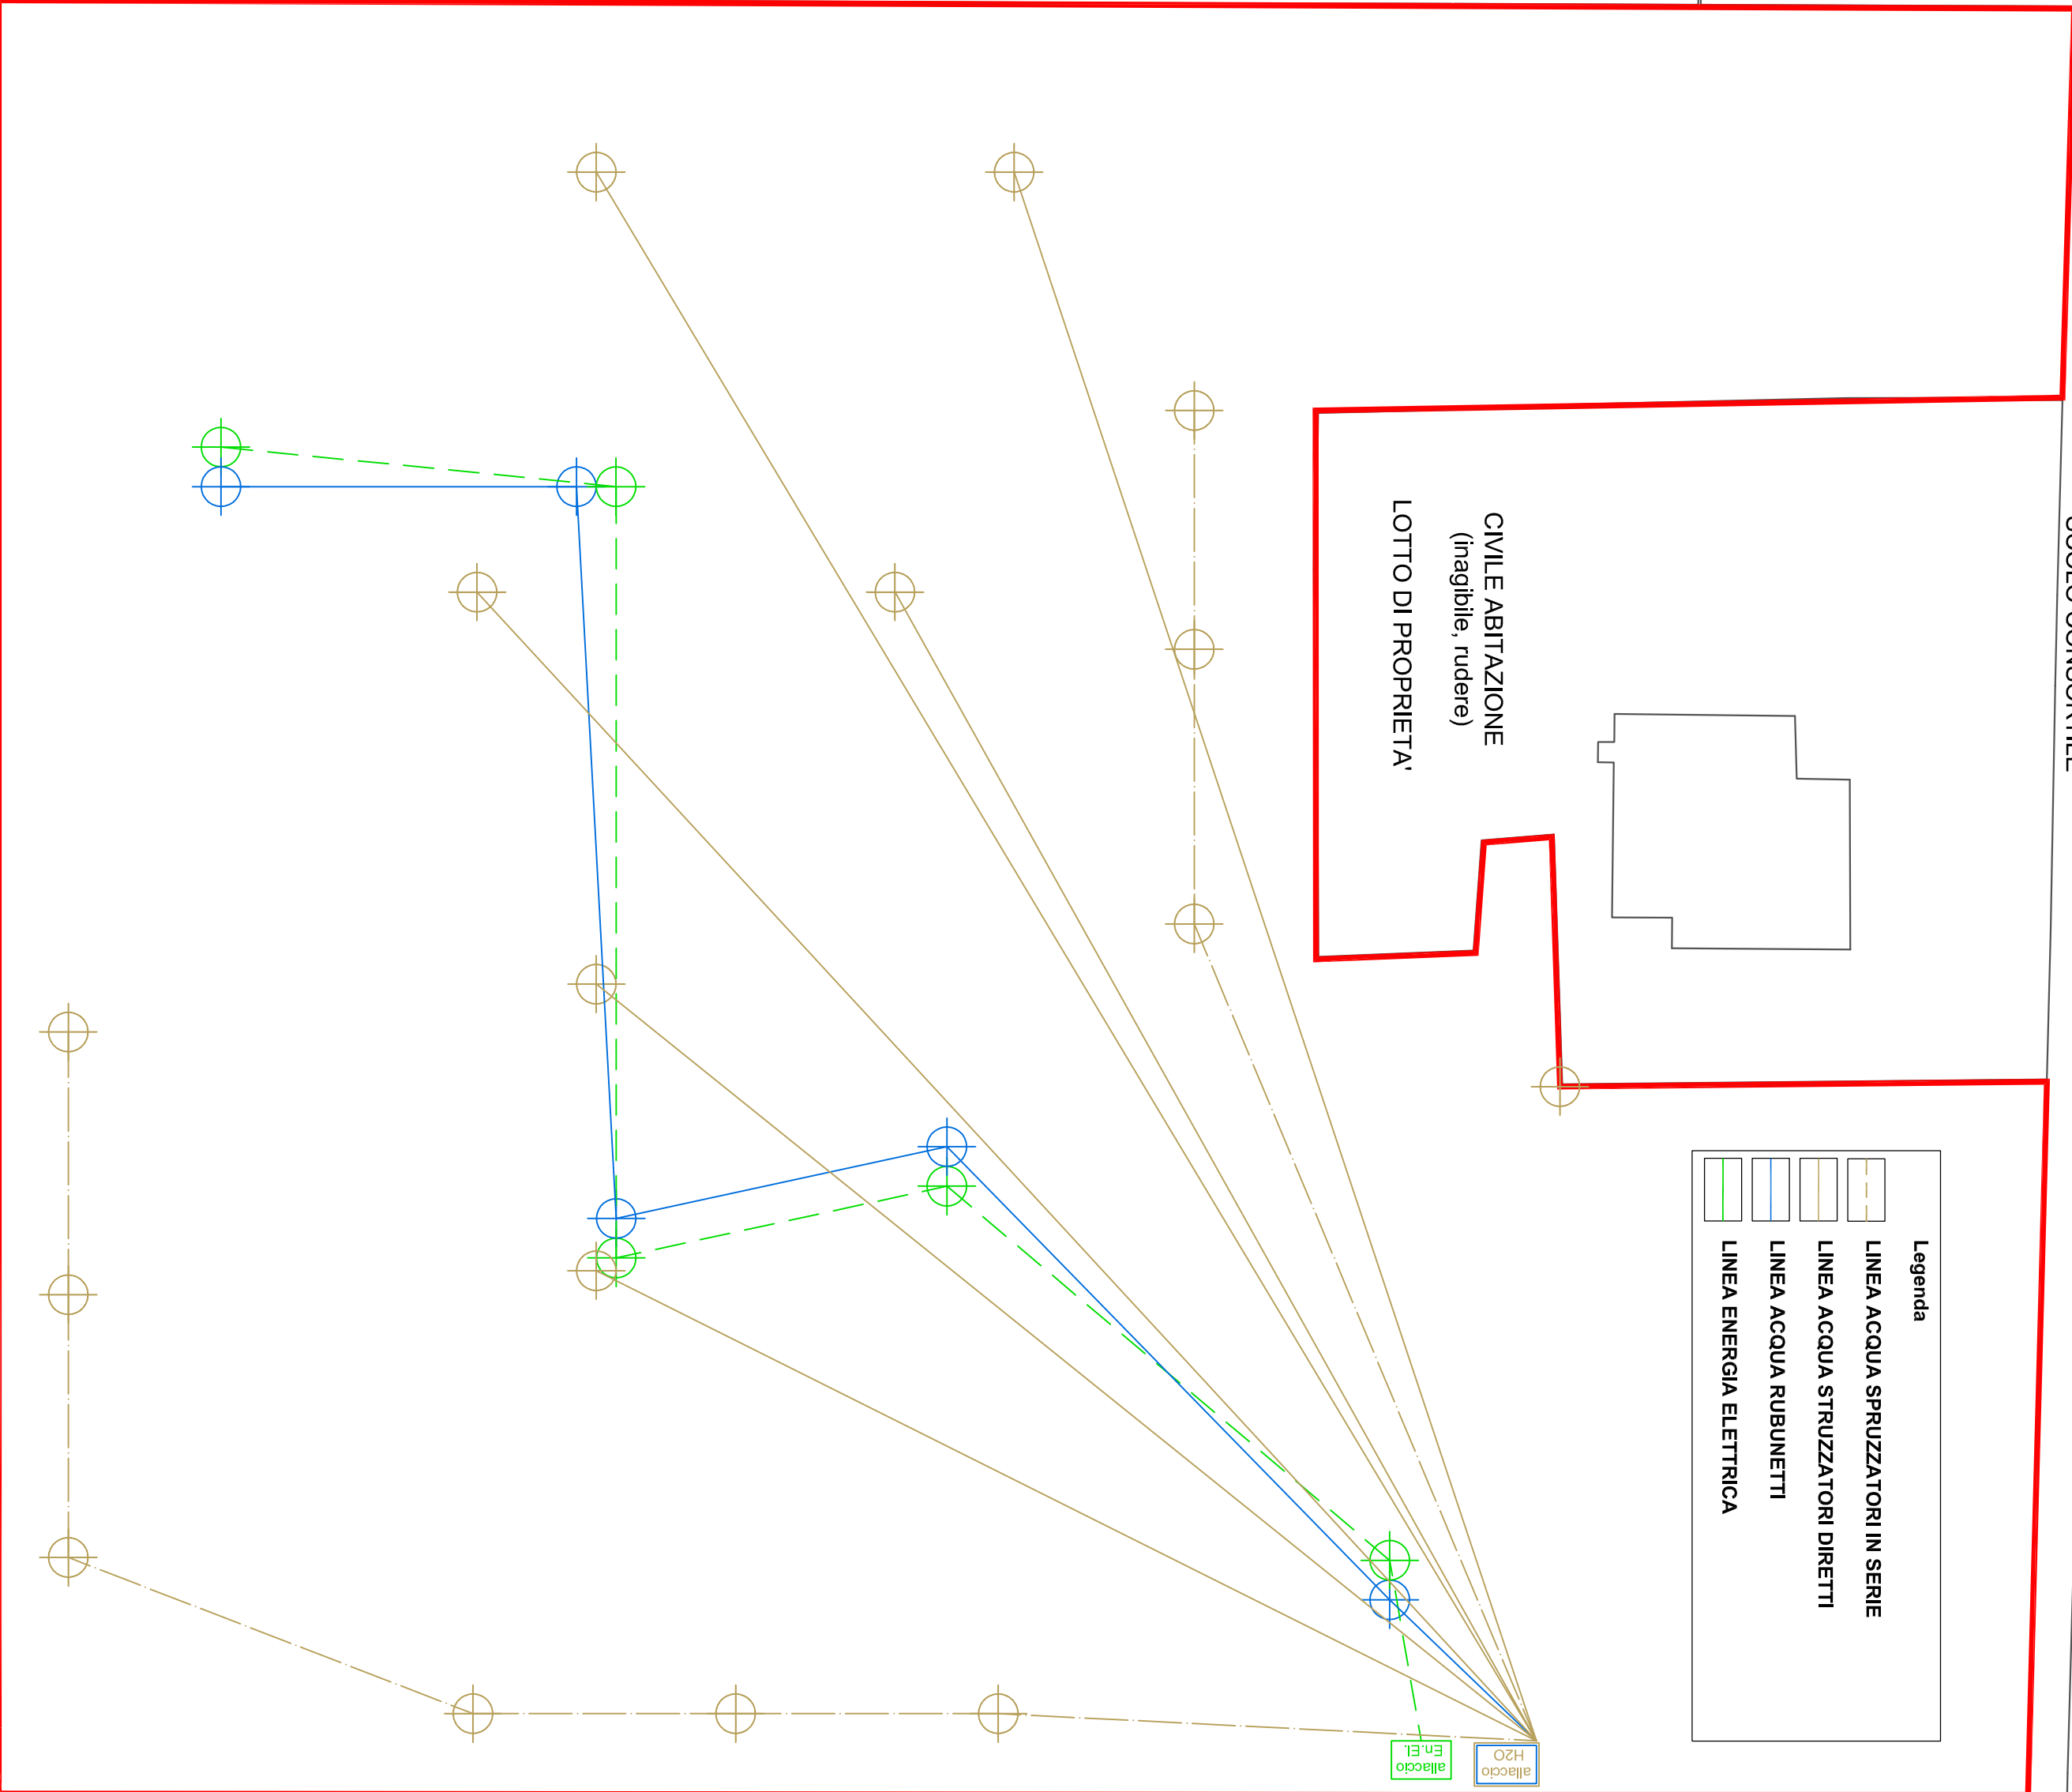 CIVILE ABITAZIONE
(inagibile, rudere)
LOTTO DI PROPRIETA'
Legenda
LINEA ACQUA SPRUZZATORI IN SERIE
LINEA ACQUA STRUZZATORI DIRETTI
LINEA ACQUA RUBUNETTI
LINEA ENERGIA ELETTRICA
allaccio
En.El.
allaccio
H2O